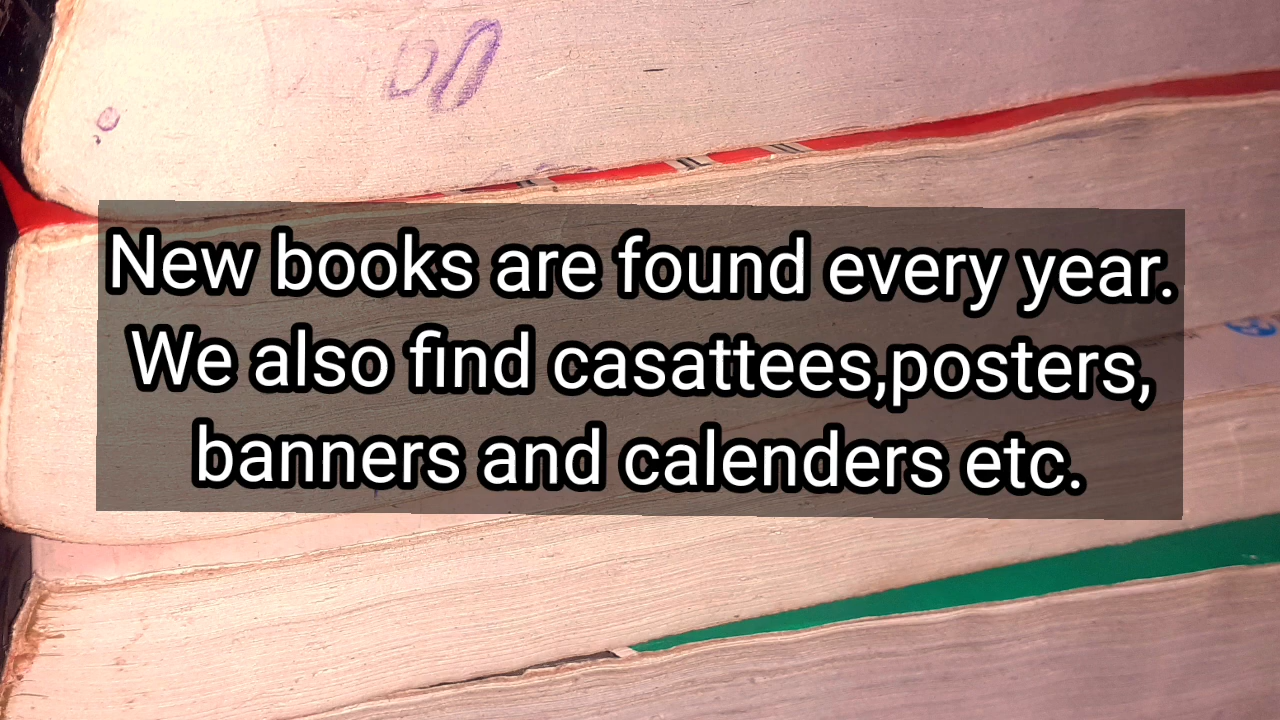 New books are found every year.
We also find casattees,posters,
banners and calenders etc.